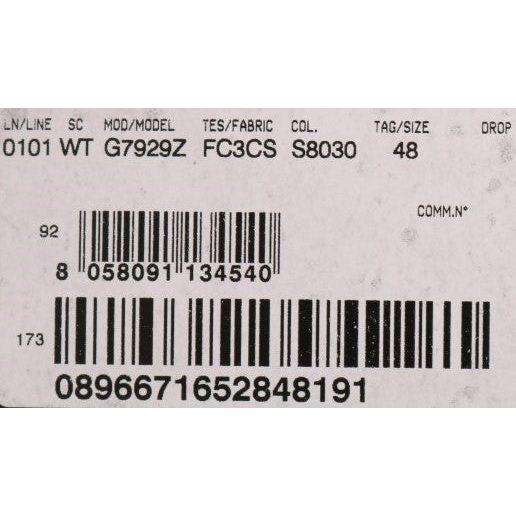 LN/LINE SC MOD/MODEL TES/FABRIC COL. TAG/SIZE DROP
0101 WT G7929Z FC3CS S8030 48
COMM.N°
92
8 058091 134540
173
0896671652848191